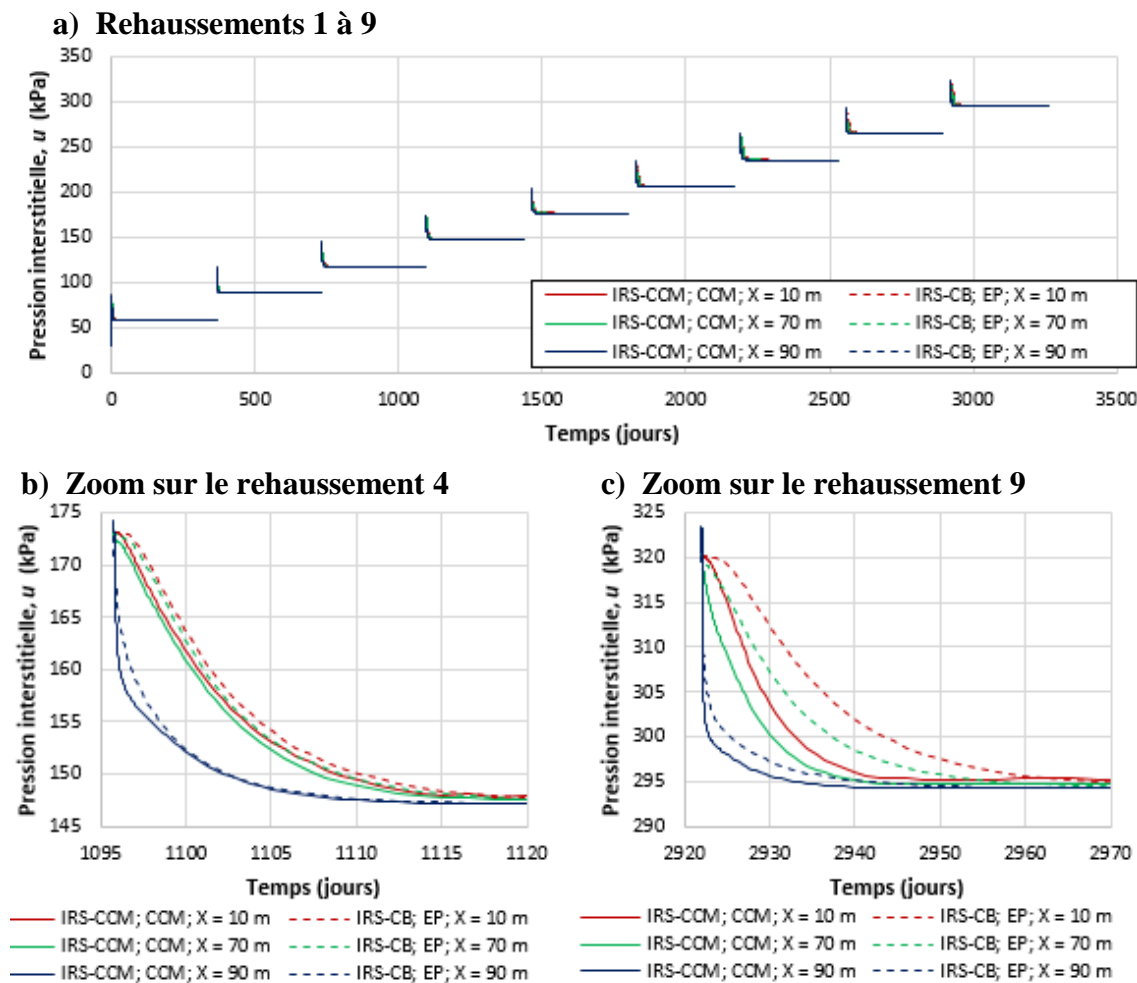 a) Rehaussements 1 à 9
Pression interstitielle, u (kPa)
350
300
250
200
150
100
50
0
0 500 1000 1500 2000 2500 3000 3500
Temps (jours)
IRS-CCM; CCM; X = 10 m IRS-CB; EP; X = 10 m
IRS-CCM; CCM; X = 70 m IRS-CB; EP; X = 70 m
IRS-CCM; CCM; X = 90 m IRS-CB; EP; X = 90 m
b) Zoom sur le rehaussement 4
Pression interstitielle, u (kPa)
175
170
165
160
155
150
145
1095 1100 1105 1110 1115 1120
Temps (jours)
IRS-CCM; CCM; X = 10 m IRS-CB; EP; X = 10 m
IRS-CCM; CCM; X = 70 m IRS-CB; EP; X = 70 m
IRS-CCM; CCM; X = 90 m IRS-CB; EP; X = 90 m
c) Zoom sur le rehaussement 9
Pression interstitielle, u (kPa)
325
320
315
310
305
300
295
290
2920 2930 2940 2950 2960 2970
Temps (jours)
IRS-CCM; CCM; X = 10 m IRS-CB; EP; X = 10 m
IRS-CCM; CCM; X = 70 m IRS-CB; EP; X = 70 m
IRS-CCM; CCM; X = 90 m IRS-CB; EP; X = 90 m